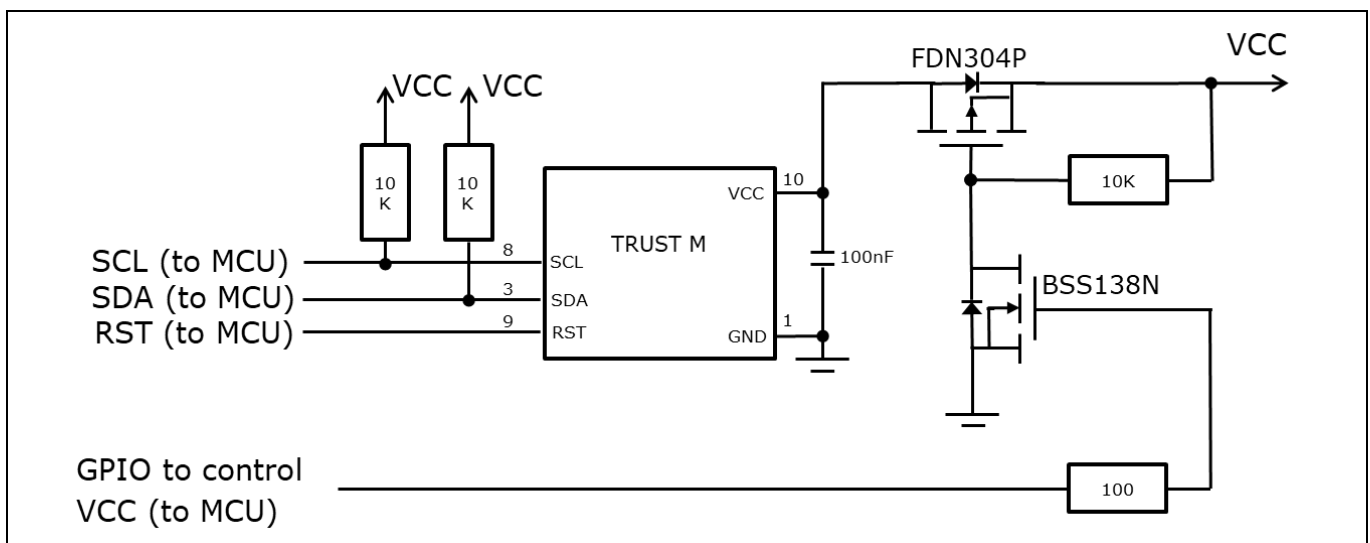 FDN304P
VCC
VCC VCC
10
K
10
K
10K
10
VCC
TRUST M
100nF
SCL (to MCU)
8
SCL
SDA (to MCU)
3
SDA
RST (to MCU)
9
RST
1
GND
BSS138N
GPIO to control
VCC (to MCU)
100